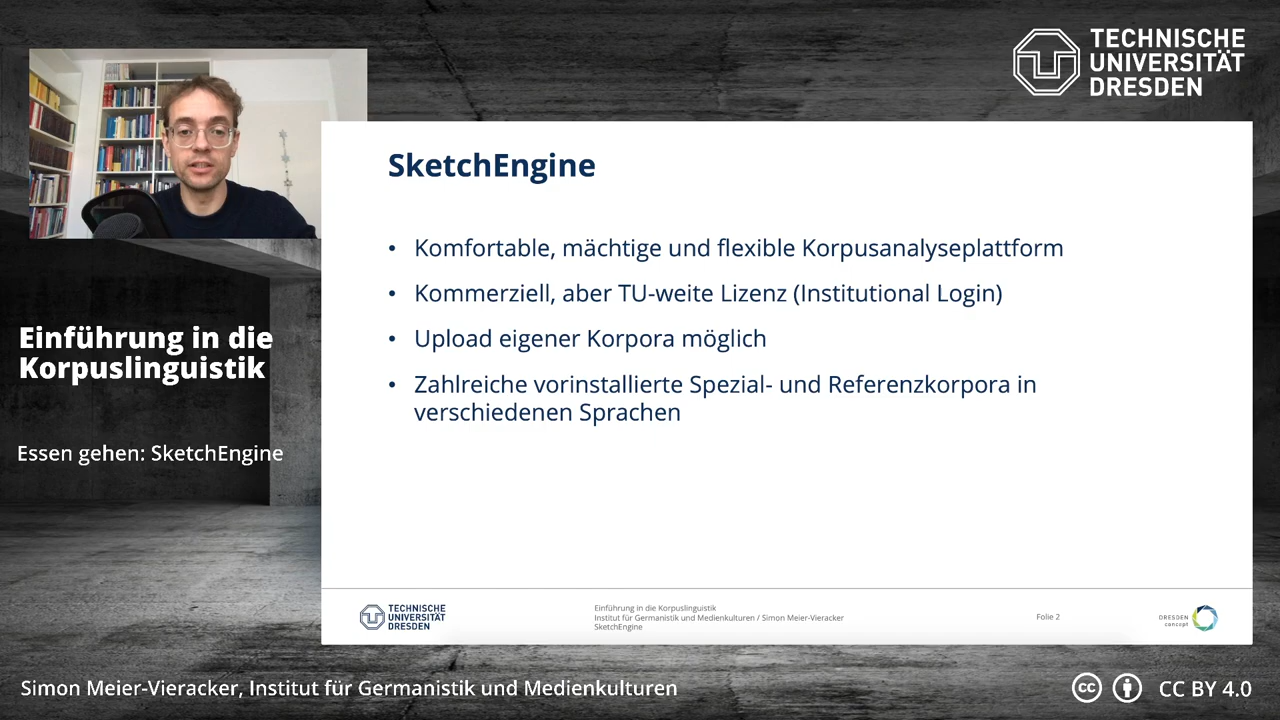 TECHNISCHE
UNIVERSITÄT
DRESDEN
SketchEngine
• Komfortable, mächtige und flexible Korpusanalyseplattform
• Kommerziell, aber TU-weite Lizenz (Institutional Login)
• Upload eigener Korpora möglich
• Zahlreiche vorinstallierte Spezial- und Referenzkorpora in
verschiedenen Sprachen
Einführung in die
Korpuslinguistik
Essen gehen: SketchEngine
TECHNISCHE
UNIVERSITÄT
DRESDEN
Einführung in die Korpuslinguistik
Institut für Germanistik und Medienkulturen / Simon Meier-Vieracker
SketchEngine
Folie 2
DRESDEN
concept
Simon Meier-Vieracker, Institut für Germanistik und Medienkulturen
cc CC BY 4.0